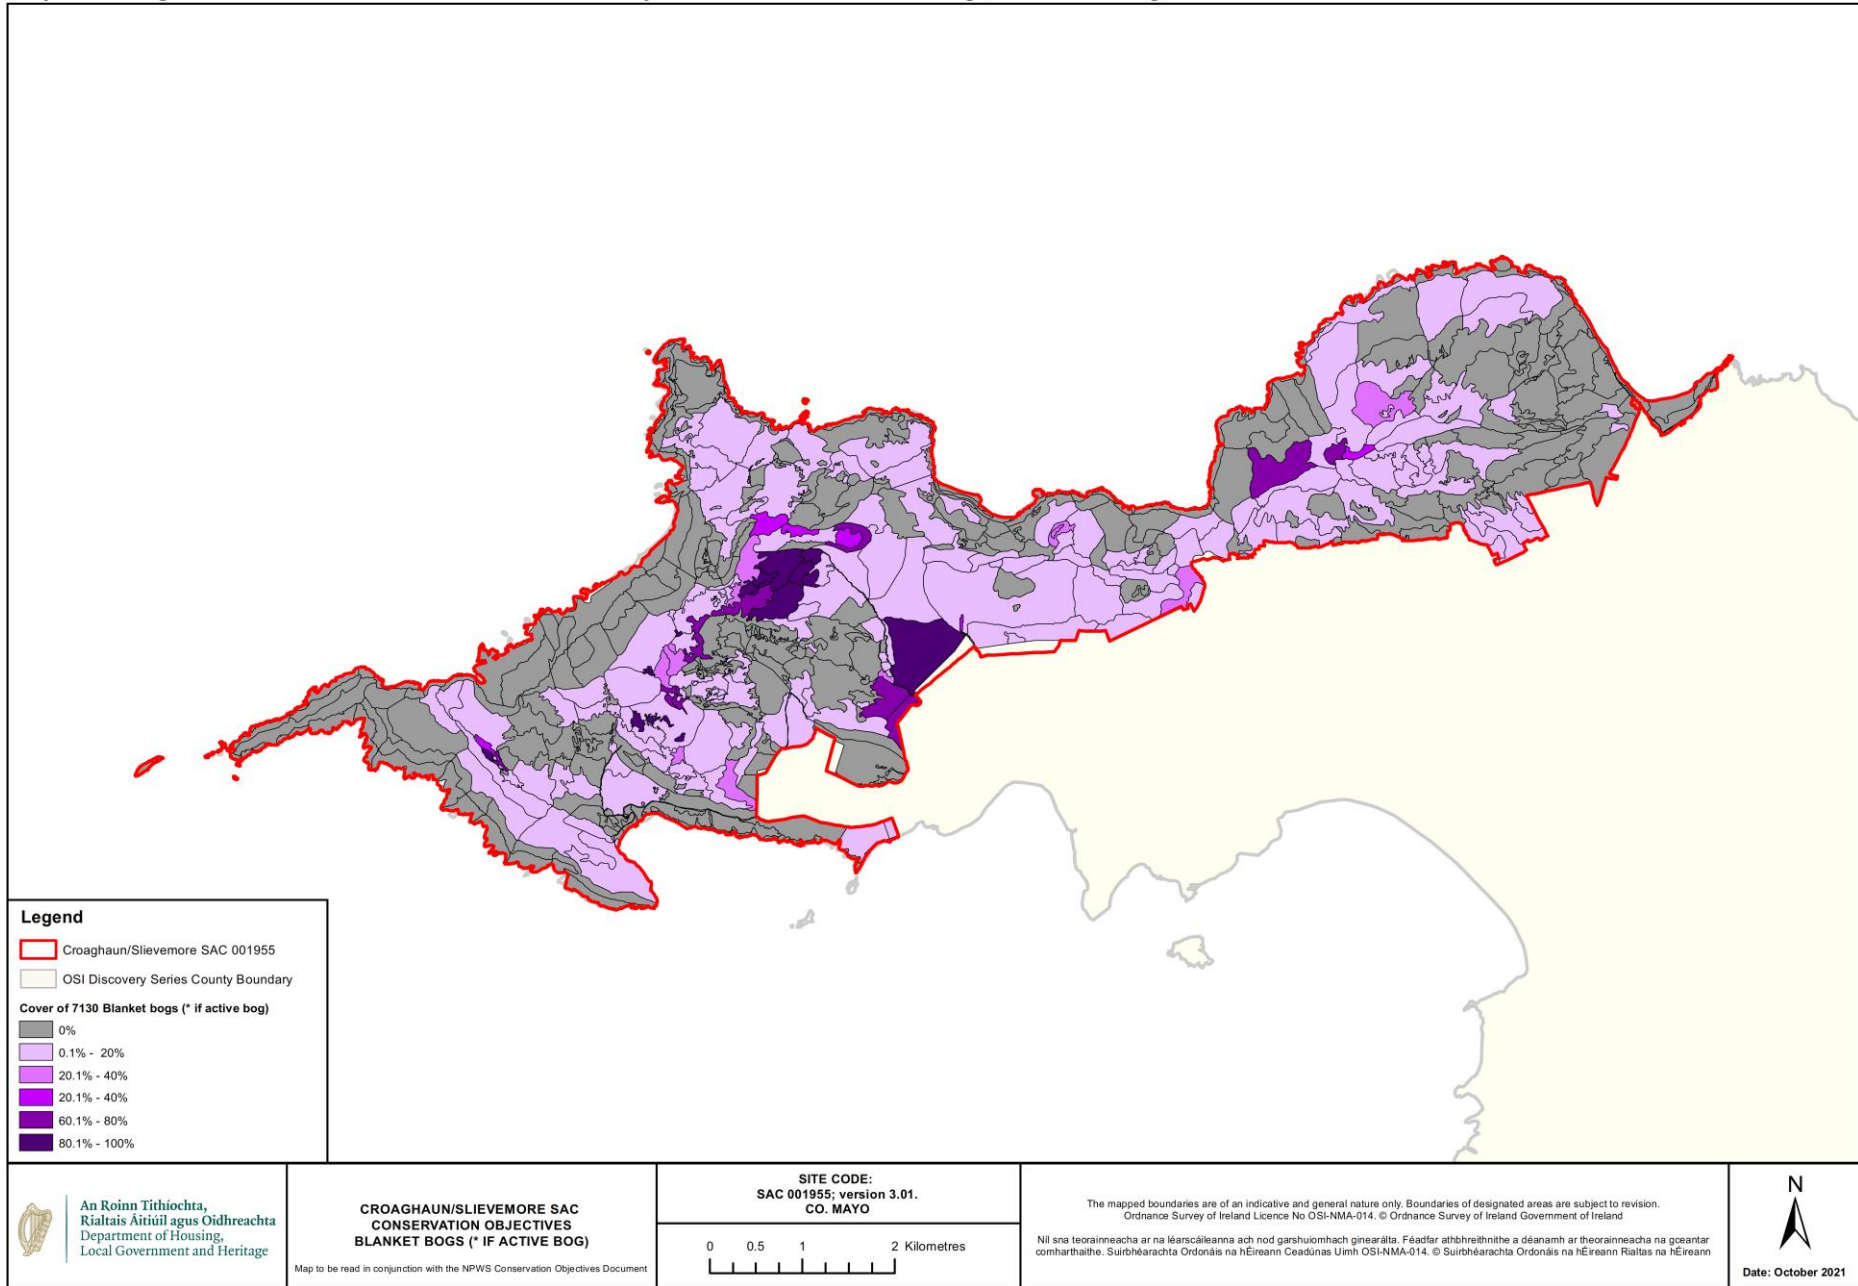 Legend
Croaghaun/Slievemore SAC 001955
OSI Discovery Series County Boundary
Cover of 7130 Blanket bogs (* if active bog)
0%
0.1% - 20%
20.1% - 40%
20.1% - 40%
60.1% - 80%
80.1% - 100%
An Roinn Tithíochta,
Rialtais Áitiúil agus Oidhreachta
Department of Housing,
Local Government and Heritage
CROAGHAUN/SLIEVEMORE SAC
CONSERVATION OBJECTIVES
BLANKET BOGS (* IF ACTIVE BOG)
Map to be read in conjunction with the NPWS Conservation Objectives Document
SITE CODE:
SAC 001955; version 3.01.
CO. MAYO
0 0.5 1 2 Kilometres
The mapped boundaries are of an indicative and general nature only. Boundaries of designated areas are subject to revision.
Ordnance Survey of Ireland Licence No OSI-NMA-014. © Ordnance Survey of Ireland Government of Ireland
Níl sna teorainneacha ar na léarscáileanna ach nod garshuiomhach ginearálta. Féadfar athbhreithnithe a déanamh ar theorainneacha na gceantar
comharthaithe. Suirbhéarachta Ordonáis na hÉireann Ceadúnas Uimh OSI-NMA-014. © Suirbhéarachta Ordonáis na hÉireann Rialtas na hÉireann
N
Date: October 2021